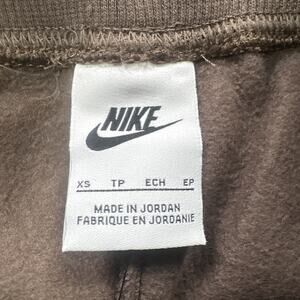 NIKE
XS TP ECH EP
MADE IN JORDAN
FABRIQUE EN JORDANIE